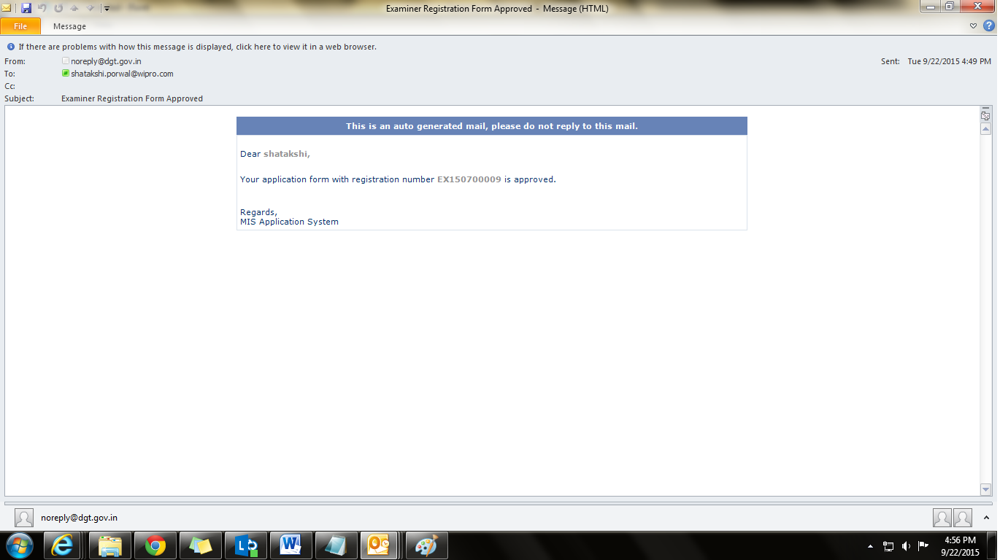 Examiner Registration Form Approved - Message (HTML)
File
Message
If there are problems with how this message is displayed, click here to view it in a web browser.
From: noreply@dgt.gov.in
Sent: Tue 9/22/2015 4:49 PM
To: shatakshi.porwal@wipro.com
Cc:
Subject: Examiner Registration Form Approved
This is an auto generated mail, please do not reply to this mail.
Dear shatakshi,
Your application form with registration number EX150700009 is approved.
Regards,
MIS Application System
noreply@dgt.gov.in
4:56 PM
9/22/2015